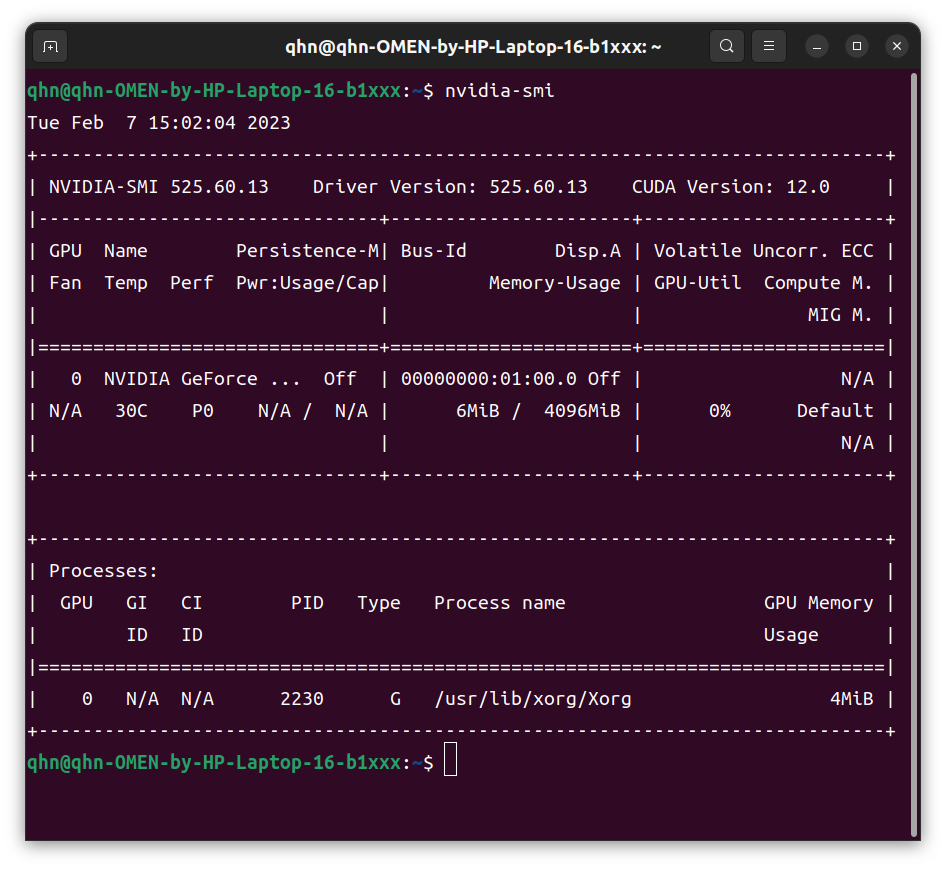 qhn@qhn-OMEN-by-HP-Laptop-16-b1xxx: ~
qhn@qhn-OMEN-by-HP-Laptop-16-b1xxx:~$ nvidia-smi
Tue Feb  7 15:02:04 2023
+-----------------------------------------------------------------------------+
| NVIDIA-SMI 525.60.13    Driver Version: 525.60.13    CUDA Version: 12.0     |
|-------------------------------+----------------------+----------------------+
| GPU  Name        Persistence-M| Bus-Id        Disp.A | Volatile Uncorr. ECC |
| Fan  Temp  Perf  Pwr:Usage/Cap|         Memory-Usage | GPU-Util  Compute M. |
|                               |                      |               MIG M. |
|===============================+======================+======================|
|   0  NVIDIA GeForce ...  Off  | 00000000:01:00.0 Off |                  N/A |
| N/A   30C    P0    N/A /  N/A |      6MiB /  4096MiB |      0%      Default |
|                               |                      |                  N/A |
+-------------------------------+----------------------+----------------------+

+-----------------------------------------------------------------------------+
| Processes:                                                                  |
|  GPU   GI   CI        PID   Type   Process name                  GPU Memory |
|        ID   ID                                                   Usage      |
|=============================================================================|
|    0   N/A  N/A      2230      G   /usr/lib/xorg/Xorg                  4MiB |
+-----------------------------------------------------------------------------+
qhn@qhn-OMEN-by-HP-Laptop-16-b1xxx:~$